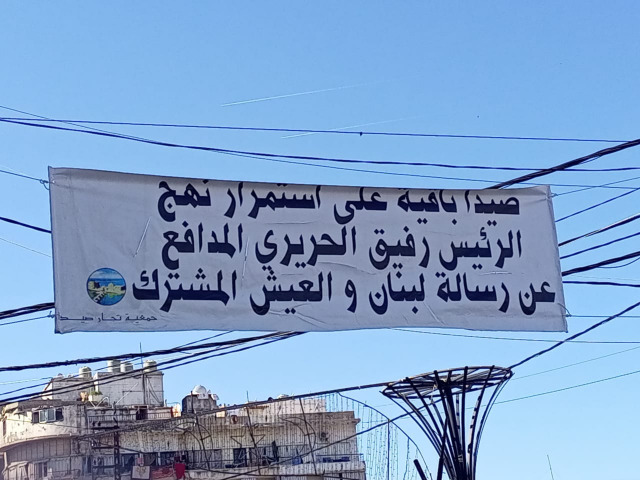 صيدا باقية على استمرار نهج
الرئيس رفيق الحريري المدافع
عن رسالة لبنان و العيش المشترك
جمعية تجار صيدا